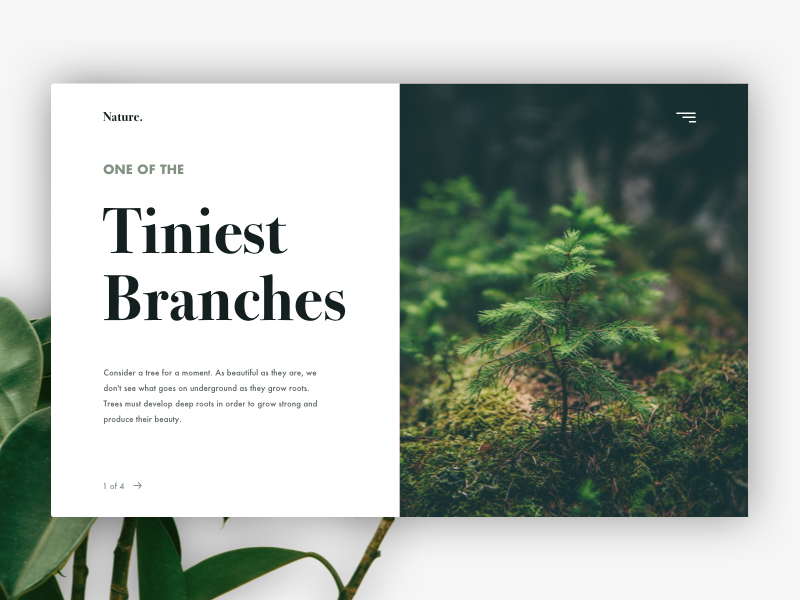 Nature.
ONE OF THE
Tiniest
Branches
Consider a tree for a moment. As beautiful as they are, we
don't see what goes on underground as they grow roots.
Trees must develop deep roots in order to grow strong and
produce their beauty.
1 of 4 →